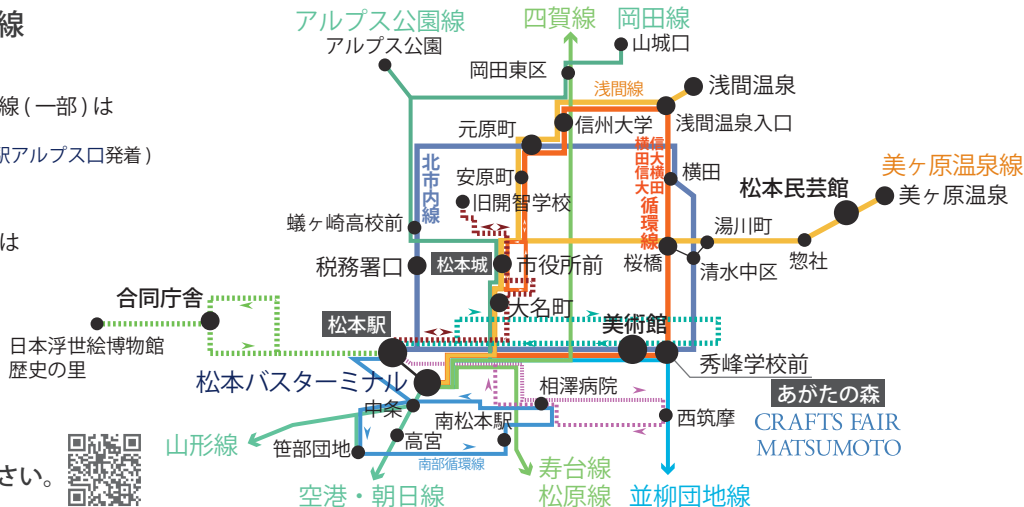 線
線(一部)は
駅アルプス口発着)
は
さい。
アルプス公園線
アルプス公園
四賀線
岡田線
山城口
岡田東区
浅間線
浅間温泉
信州大学
浅間温泉入口
元原町
北市内線
安原町
旧開智学校
信大横田
横田信大
循環線
横田
美ヶ原温泉線
松本民芸館
美ヶ原温泉
蟻ヶ崎高校前
湯川町
税務署口
松本城
市役所前
桜橋
清水中区
惣社
合同庁舎
大名町
松本駅
美術館
日本浮世絵博物館
歴史の里
秀峰学校前
松本バスターミナル
相澤病院
あがたの森
中条
南松本駅
西筑摩
CRAFTS FAIR
MATSUMOTO
山形線
笹部団地
高宮
南部循環線
寿台線
松原線
空港・朝日線
並柳団地線